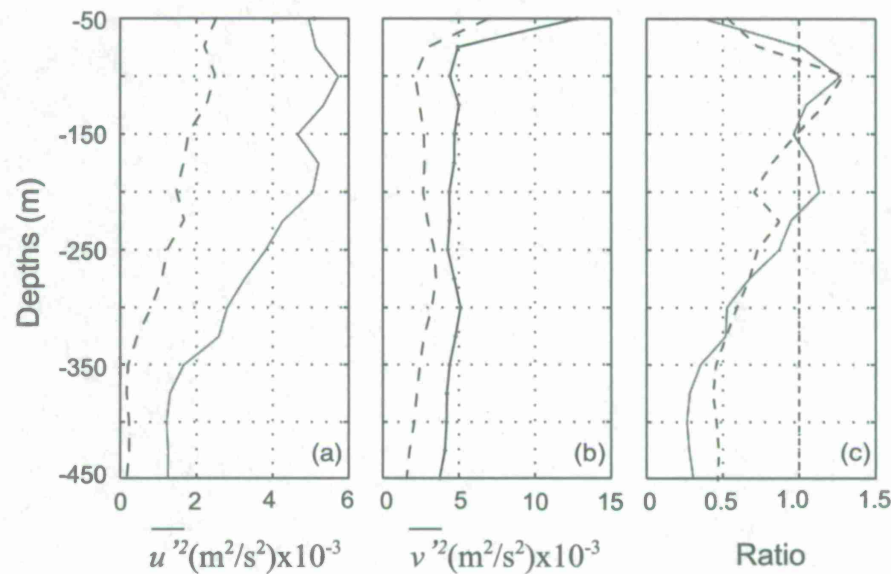 -50
-150
-250
-350
-450
Depths (m)
(a)
(b)
(c)
0 2 4 6
0 5 10 15
0 0.5 1.0 1.5
u'²(m²/s²)x10⁻³
v'²(m²/s²)x10⁻³
Ratio